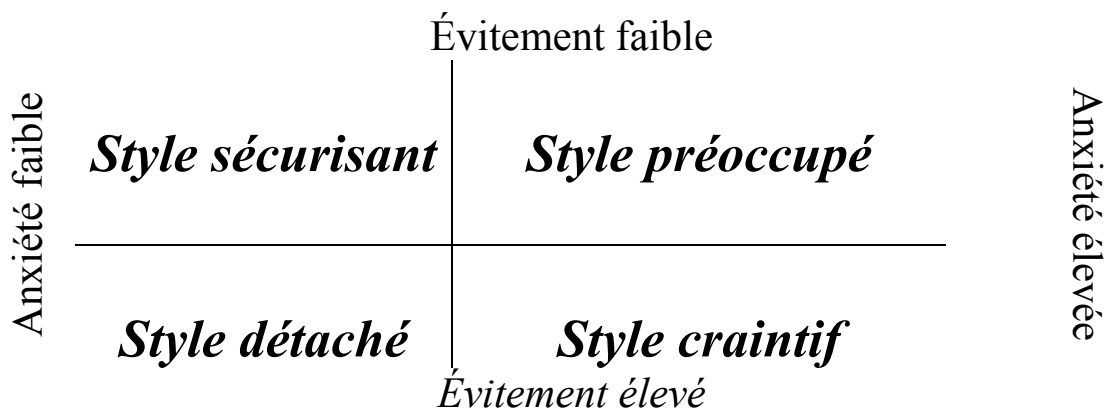 Évitement faible
Anxiété faible
Style sécurisant
Style préoccupé
Anxiété élevée
Style détaché
Style craintif
Évitement élevé